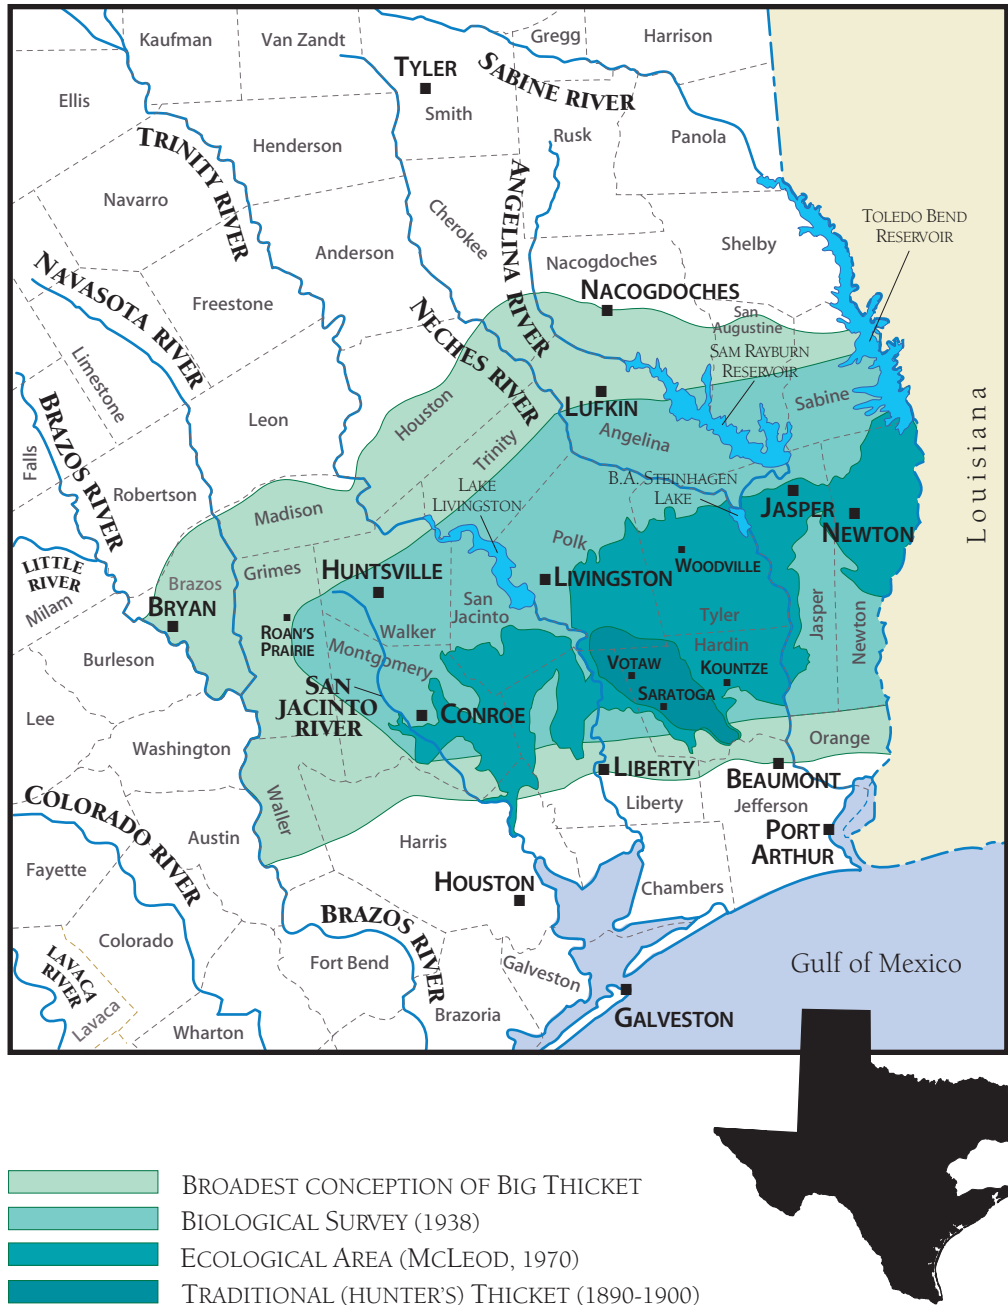 Kaufman
Van Zandt
Gregg
Harrison
TYLER
SABINE RIVER
Ellis
Smith
Rusk
Panola
TRINITY RIVER
Henderson
ANGELINA RIVER
Navarro
Cherokee
TOLEDO BEND
RESERVOIR
Anderson
Shelby
NAVASOTA RIVER
Nacogdoches
Freestone
NACOGDOCHES
NECHES RIVER
San
Augustine
Limestone
SAM RAYBURN
RESERVOIR
BRAZOS RIVER
Houston
LUFKIN
Sabine
Leon
Trinity
Angelina
Falls
Robertson
LAKE
LIVINGSTON
B.A. STEINHAGEN
LAKE
Louisiana
Madison
JASPER
NEWTON
LITTLE
RIVER
Polk
Brazos
Grimes
HUNTSVILLE
LIVINGSTON
WOODVILLE
Milam
BRYAN
San
Jacinto
Jasper
Newton
ROAN'S
PRAIRIE
Walker
Tyler
Burleson
Montgomery
Hardin
VOTAW
KOUNTZE
SAN
JACINTO
RIVER
SARATOGA
Lee
CONROE
Washington
Orange
LIBERTY
BEAUMONT
COLORADO RIVER
Waller
Liberty
Jefferson
Austin
Harris
PORT
ARTHUR
Fayette
HOUSTON
Chambers
BRAZOS RIVER
Colorado
LAVACA
RIVER
Fort Bend
Galveston
Gulf of Mexico
Lavaca
Wharton
Brazoria
GALVESTON
BROADEST CONCEPTION OF BIG THICKET
BIOLOGICAL SURVEY (1938)
ECOLOGICAL AREA (MCLEOD, 1970)
TRADITIONAL (HUNTER'S) THICKET (1890-1900)